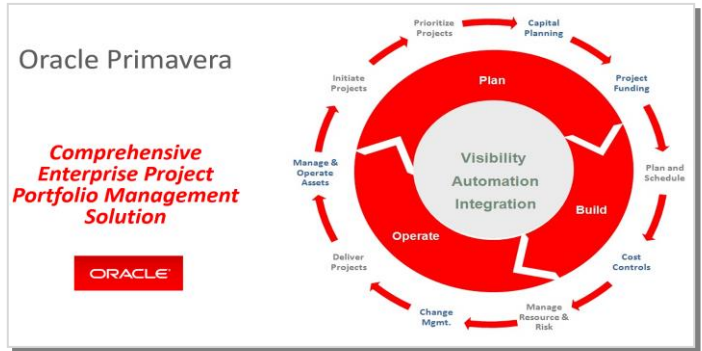 Oracle Primavera
Comprehensive
Enterprise Project
Portfolio Management
Solution
ORACLE
Prioritize
Projects
Capital
Planning
Project
Funding
Plan and
Schedule
Cost
Controls
Manage
Resource &
Risk
Change
Mgmt.
Deliver
Projects
Manage &
Operate
Assets
Initiate
Projects
Plan
Build
Operate
Visibility
Automation
Integration